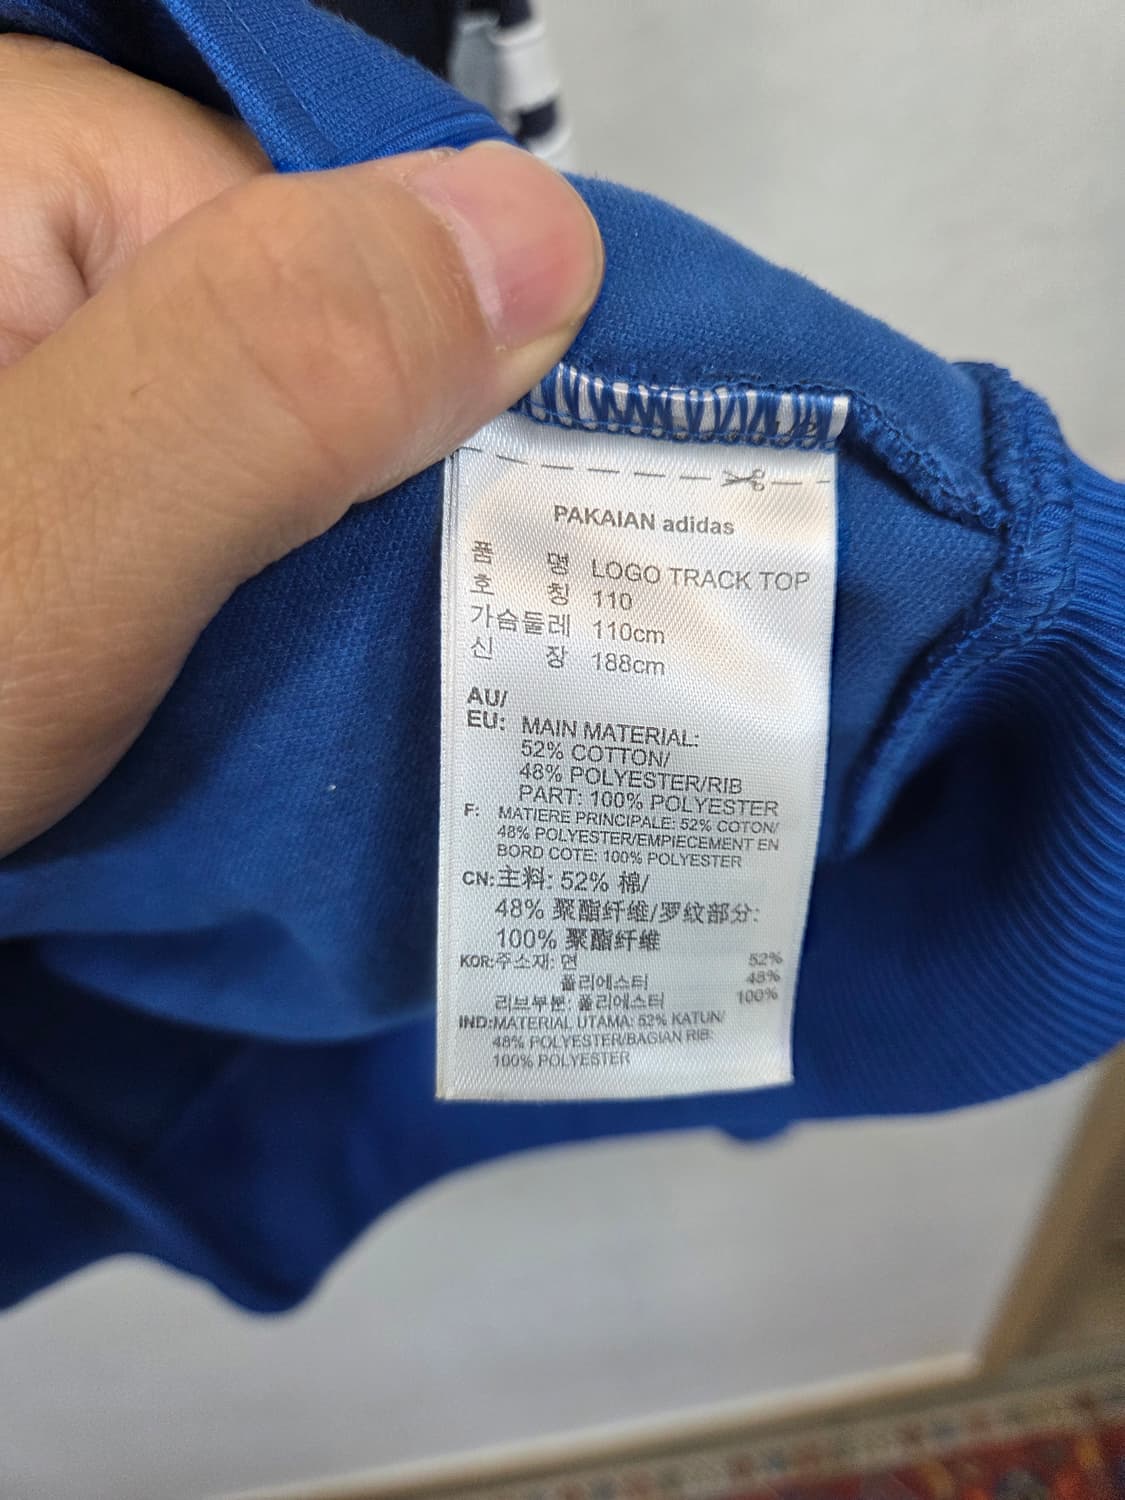 PAKAIAN adidas
품 명 LOGO TRACK TOP
호 칭 110
가슴둘레 110cm
신 장 188cm
AU/
EU: MAIN MATERIAL:
52% COTTON/
48% POLYESTER/RIB
PART: 100% POLYESTER
F: MATIERE PRINCIPALE: 52% COTON/
48% POLYESTER/EMPIECEMENT EN
BORD COTE: 100% POLYESTER
CN:主料: 52% 棉/
48% 聚酯纤维/罗纹部分:
100% 聚酯纤维
KOR:주소재: 면 52%
폴리에스터 48%
리브부분: 폴리에스터 100%
IND:MATERIAL UTAMA: 52% KATUN/
48% POLYESTER/BAGIAN RIB:
100% POLYESTER